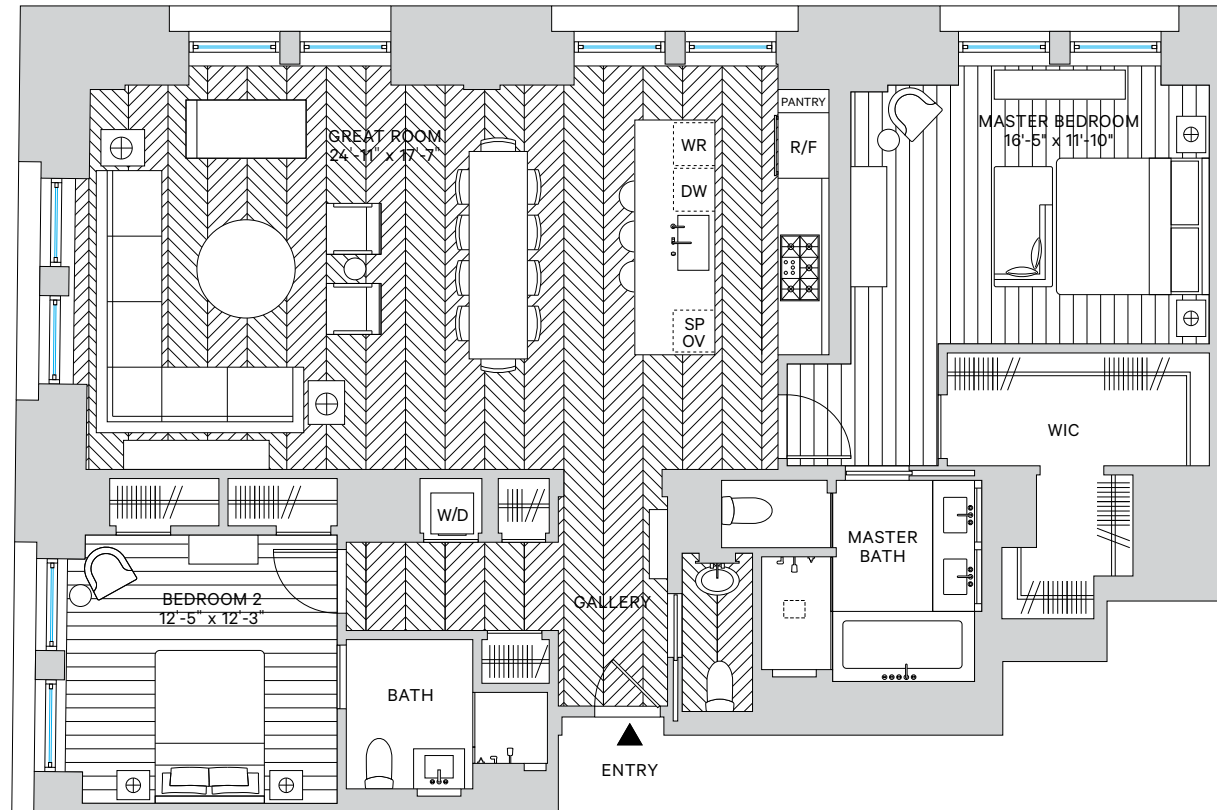 PANTRY
GREAT ROOM
24'-11" x 17'-7"
MASTER BEDROOM
16'-5" x 11'-10"
WR
R/F
DW
SP
OV
WIC
W/D
MASTER
BATH
BEDROOM 2
12'-5" x 12'-3"
GALLERY
BATH
ENTRY